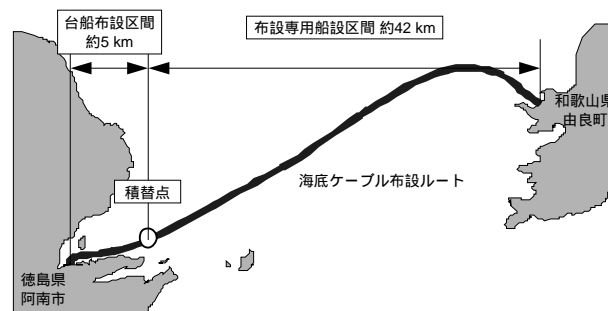 台船布設区間
約5 km
布設専用船設区間 約42 km
和歌山県
由良町
海底ケーブル布設ルート
積替点
徳島県
阿南市